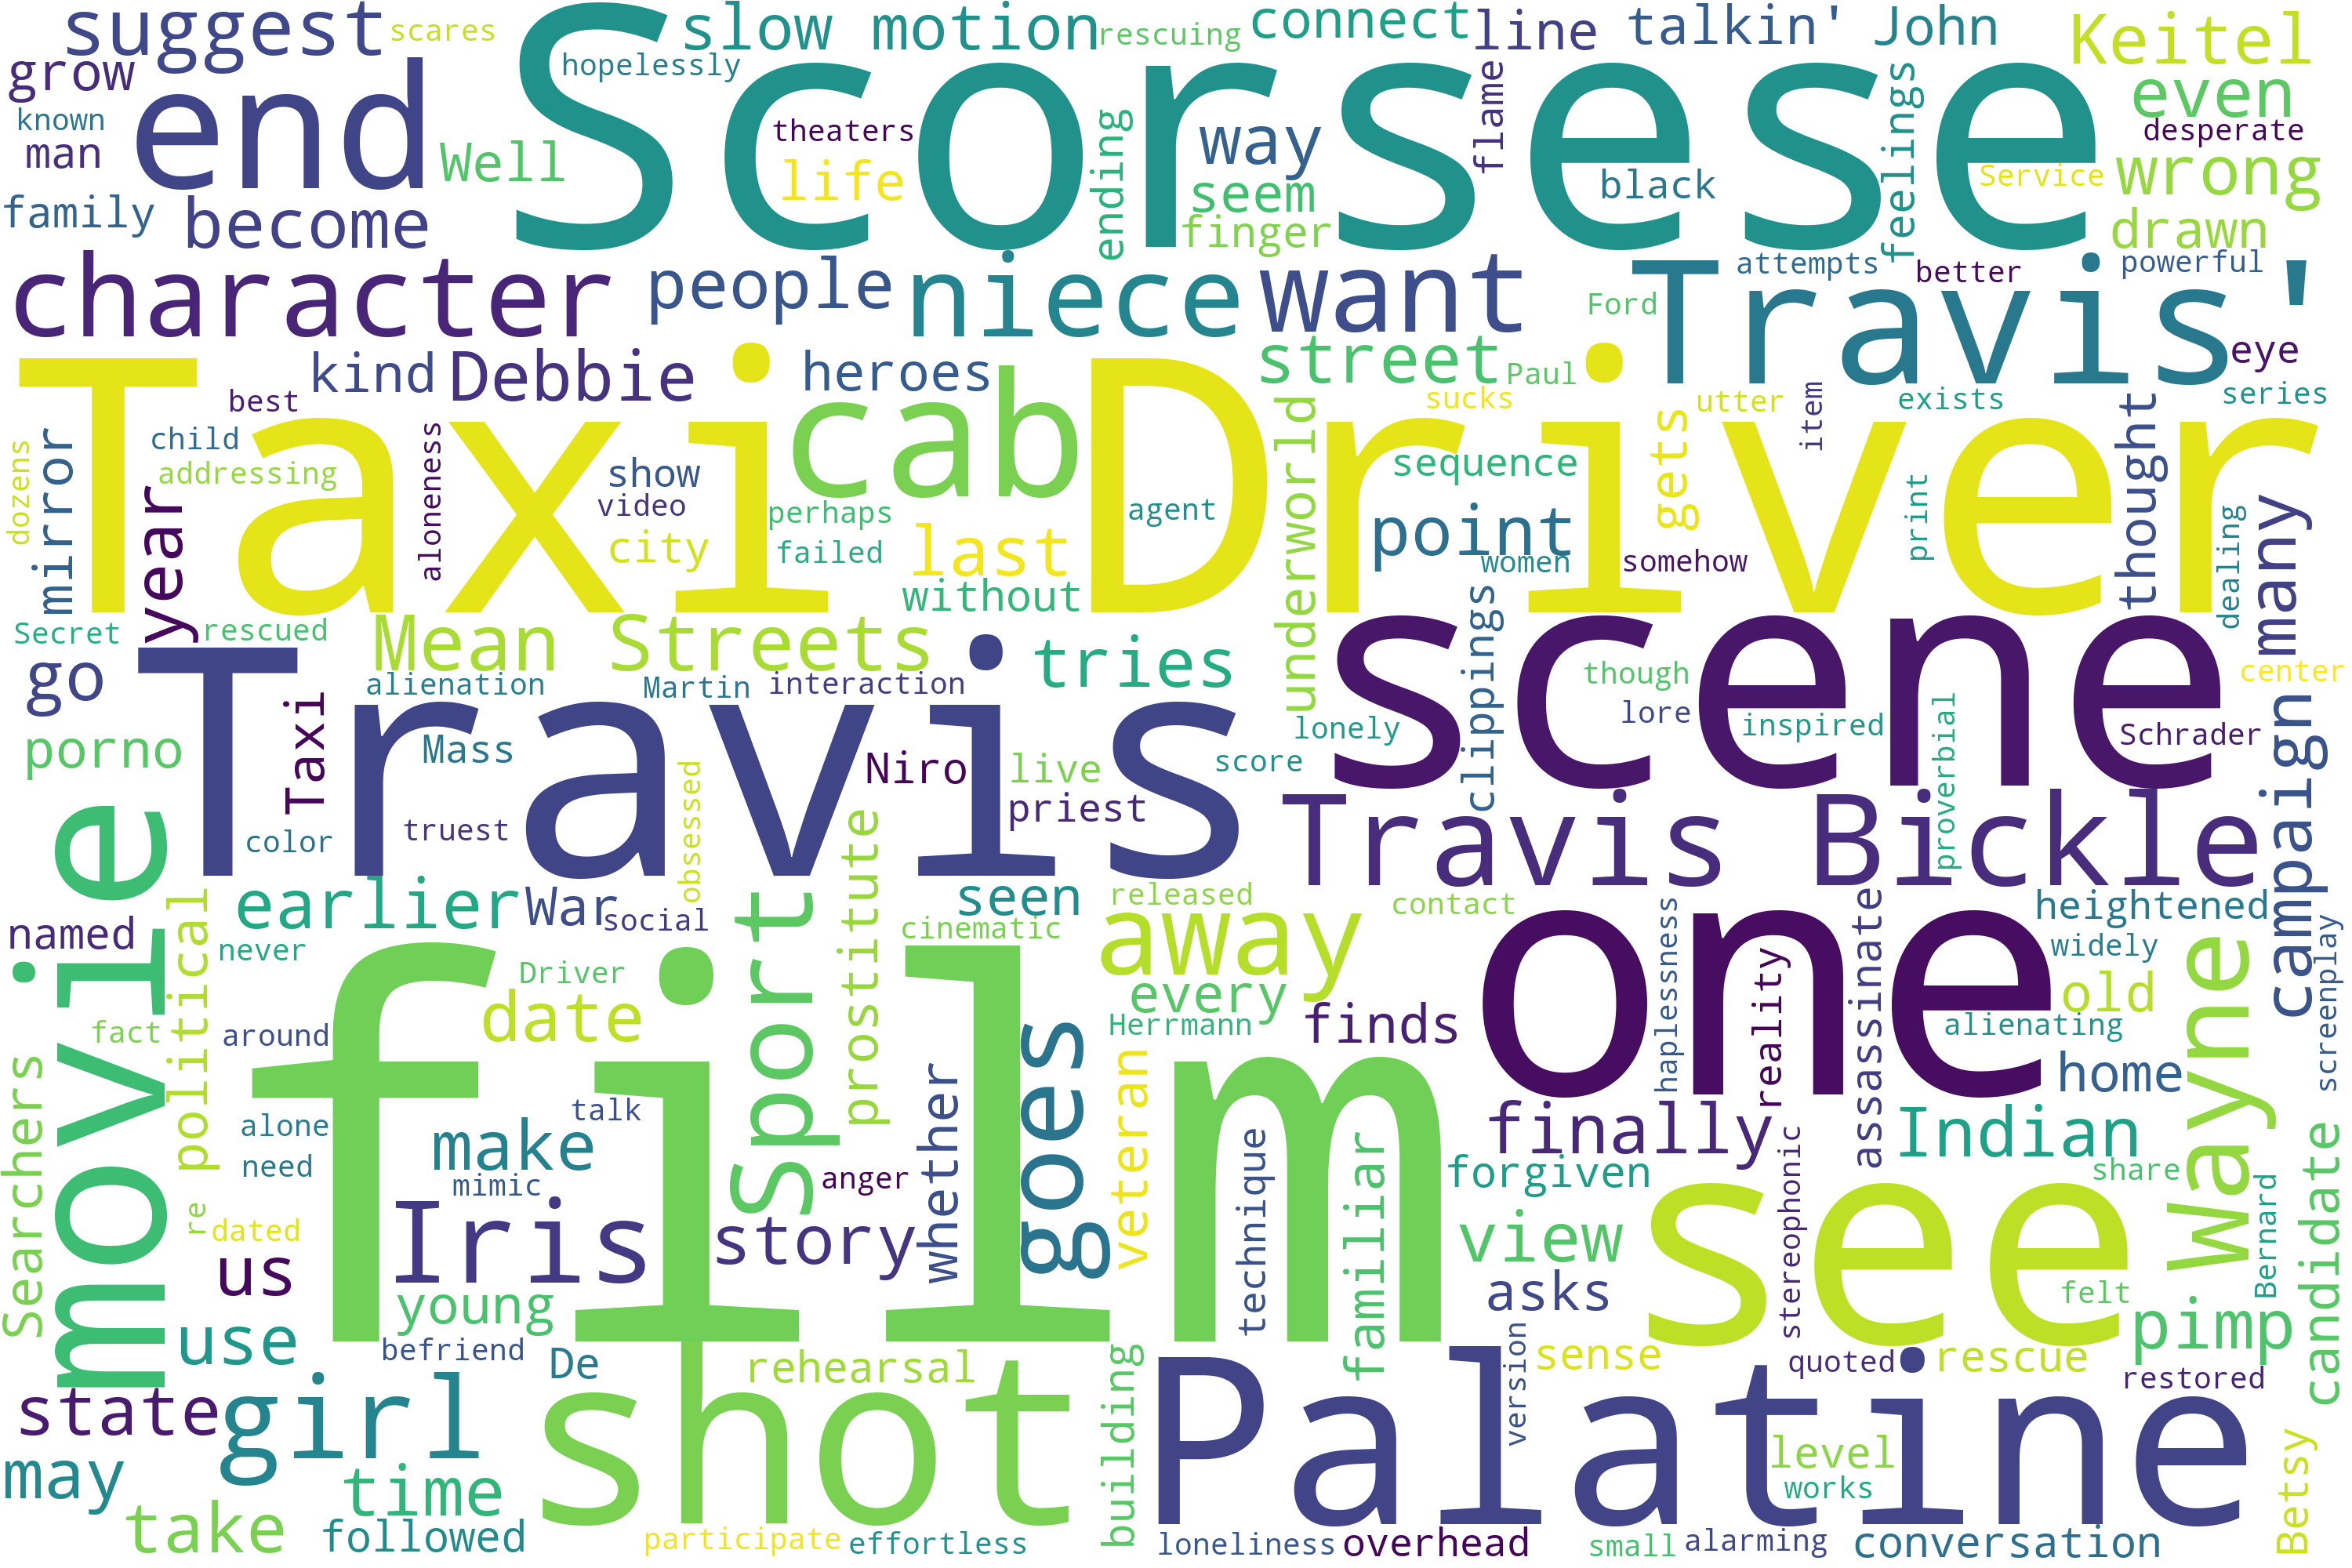 suggest
scares
slow motion
rescuing
connect
line
talkin'
John
Keitel
grow
hopelessly
Scorsese
end
even
known
man
Well
theaters
life
way
flame
black
feelings
desperate
Service
wrong
family
become
ending
seem
finger
drawn
character
people
niece
want
attempts
better
powerful
Travis'
Ford
kind
Debbie
heroes
street
Paul
eye
best
cab
sucks
utter
item
exists
series
Taxi Driver
dozens
mirror
child
addressing
year
aloneness
show
video
city
perhaps
failed
last
without
agent
underworld
sequence
point
women
gets
somehow
print
thought
dealing
many
Secret
rescued
Mean Streets
tries
clippings
scene
though
lore
inspired
center
go
Travis
alienation
Martin
interaction
lonely
proverbial
Schrader
campaign
porno
Taxi
Mass
Niro
live
priest
score
color
truest
obsessed
prostitute
Travis Bickle
movie
political
earlier
War
social
sport
seen
released
away
contact
one
assassinate
heightened
widely
Wayne
screenplay
named
never
cinematic
Driver
date
every
Herrmann
finds
haplessness
reality
old
alienating
home
fact
around
film
goes
veteran
Searchers
alone
need
talk
make
mimic
whether
anger
technique
familiar
finally
forgiven
Indian
share
candidate
re
dated
us
Iris
story
view
asks
stereophonic
see
felt
Bernard
pimp
use
young
befriend
De
rehearsal
building
version
sense
quoted
rescue
restored
state
girl
shot
Palatine
level
works
Betsy
may
take
time
followed
participate
effortless
loneliness
overhead
small
alarming
conversation